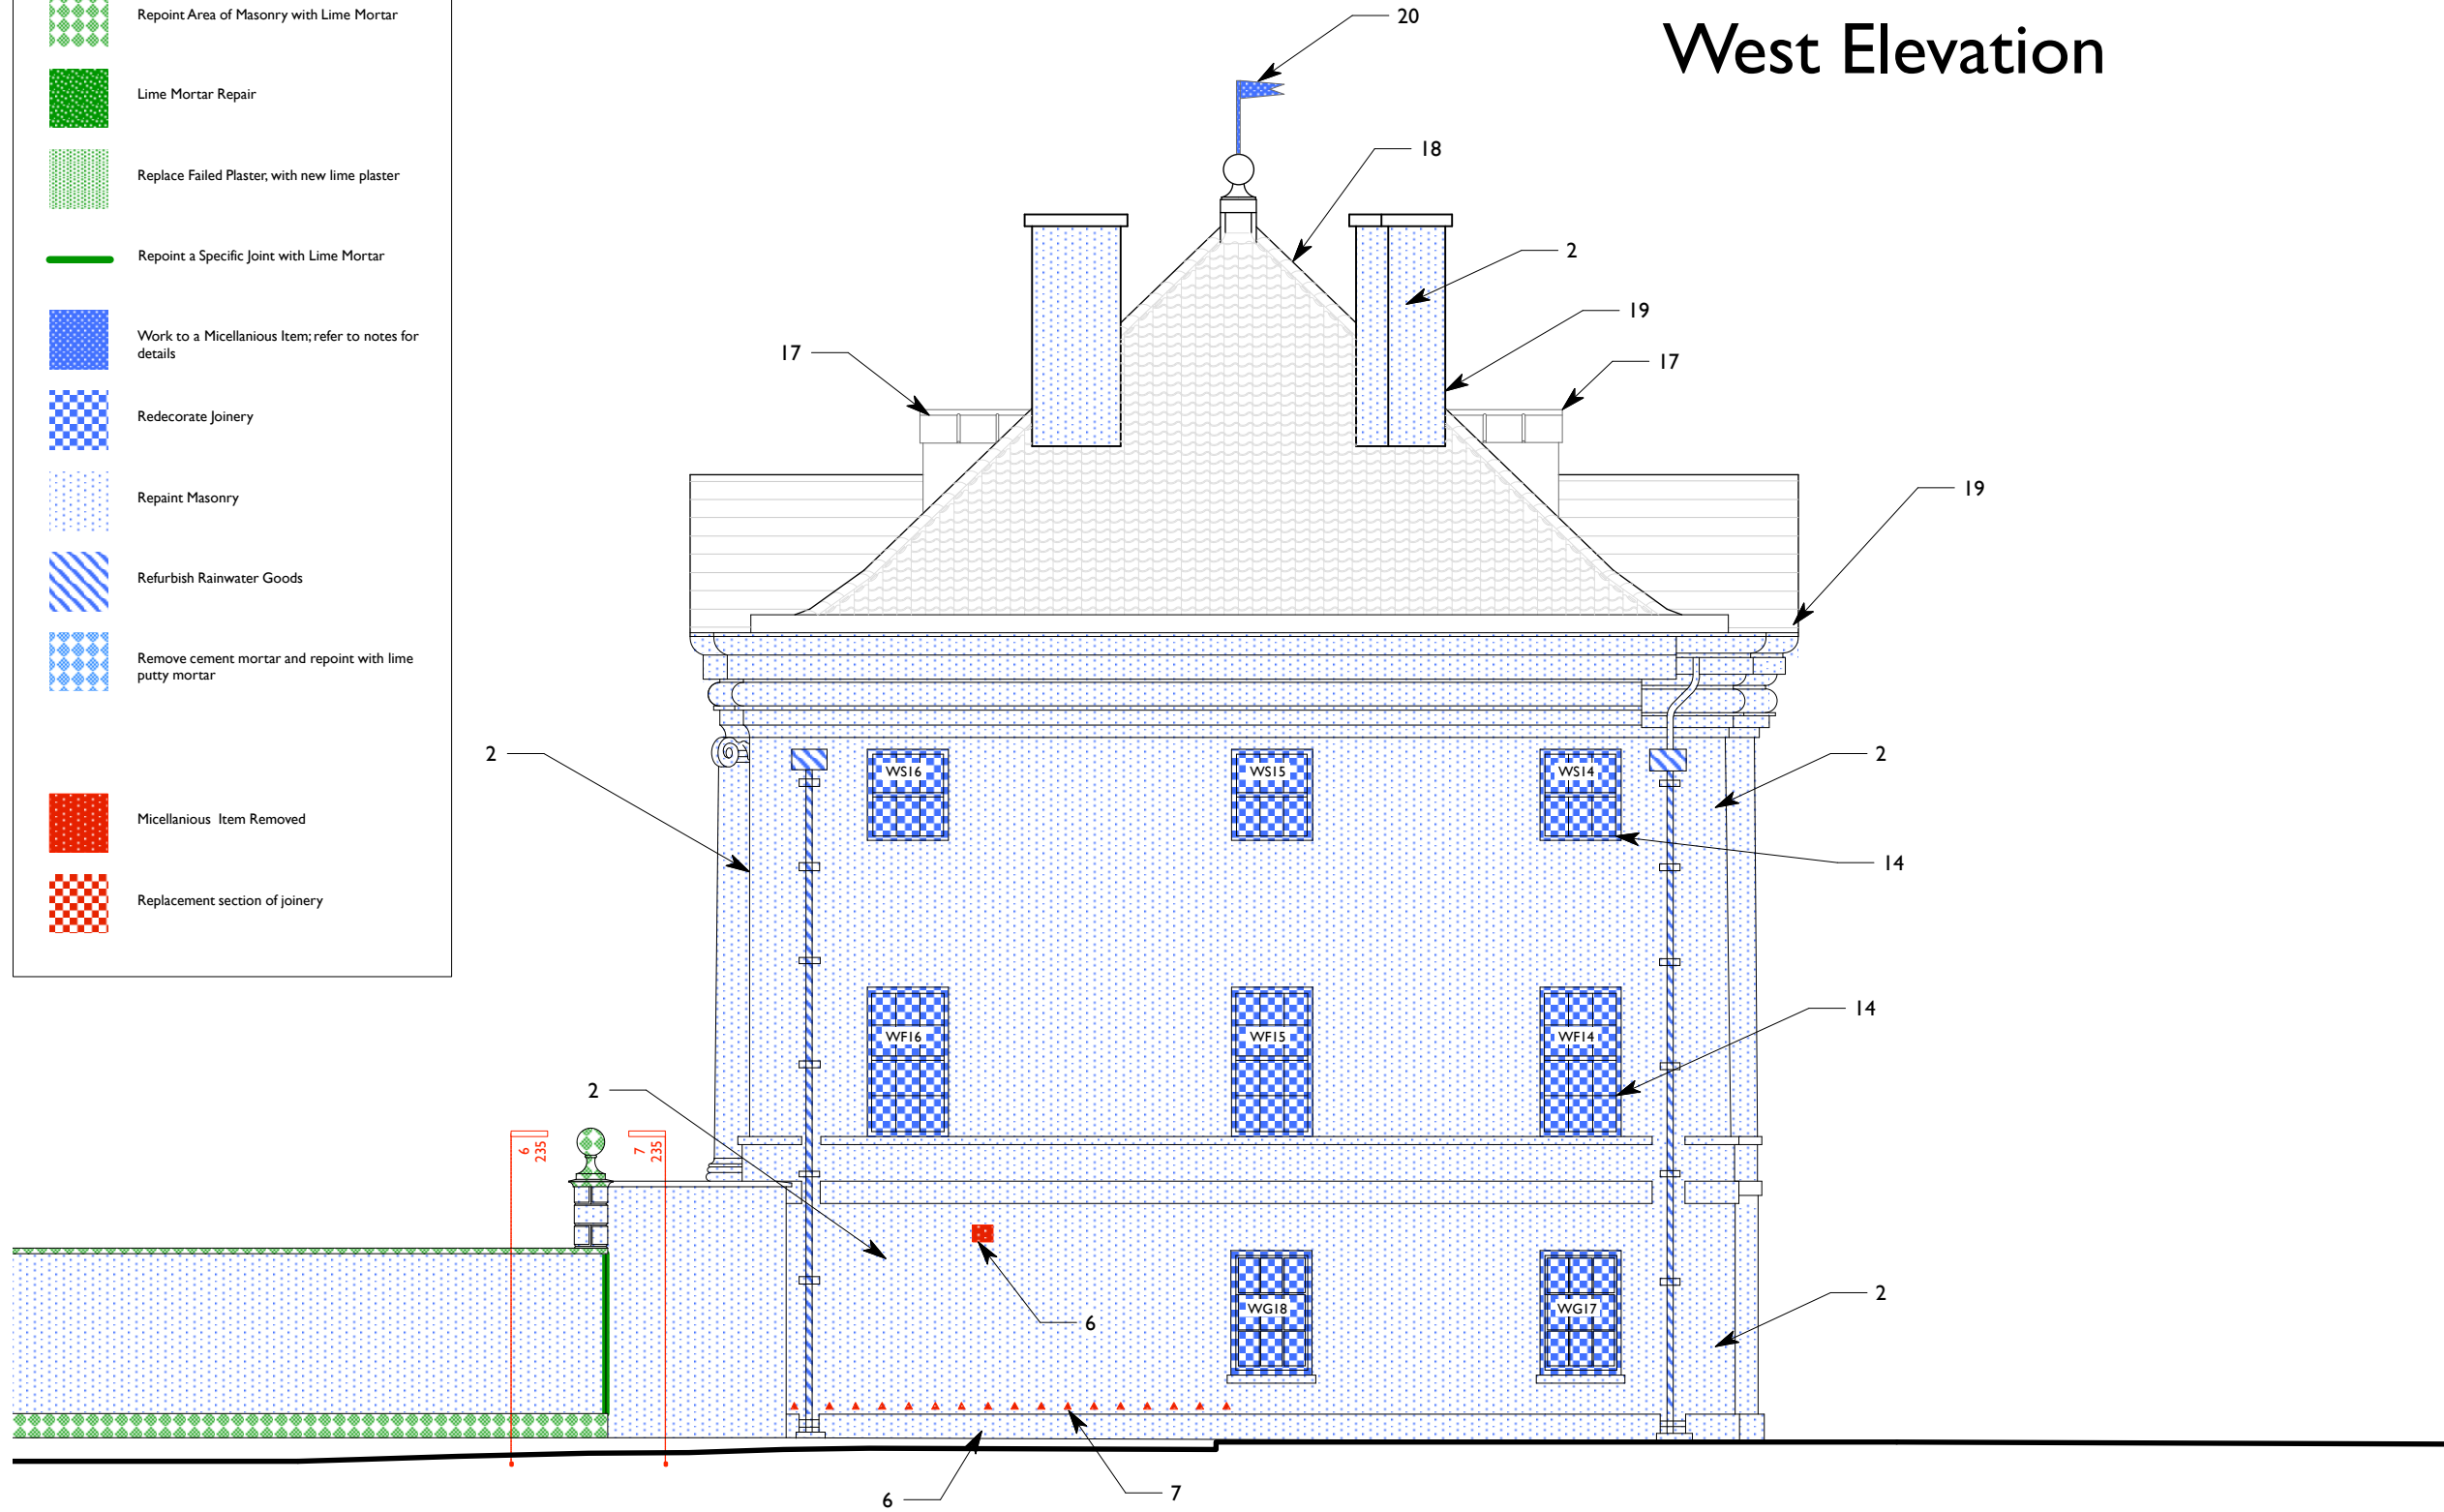 West Elevation
Repoint Area of Masonry with Lime Mortar
Lime Mortar Repair
Replace Failed Plaster, with new lime plaster
Repoint a Specific Joint with Lime Mortar
Work to a Micellanious Item; refer to notes for
details
Redecorate Joinery
Repaint Masonry
Refurbish Rainwater Goods
Remove cement mortar and repoint with lime
putty mortar
Micellanious Item Removed
Replacement section of joinery
20
18
2
19
17
17
19
2
2
WS16
WS15
WS14
14
14
WF16
WF15
WF14
2
6
235
7
235
6
2
WG18
WG17
6
7